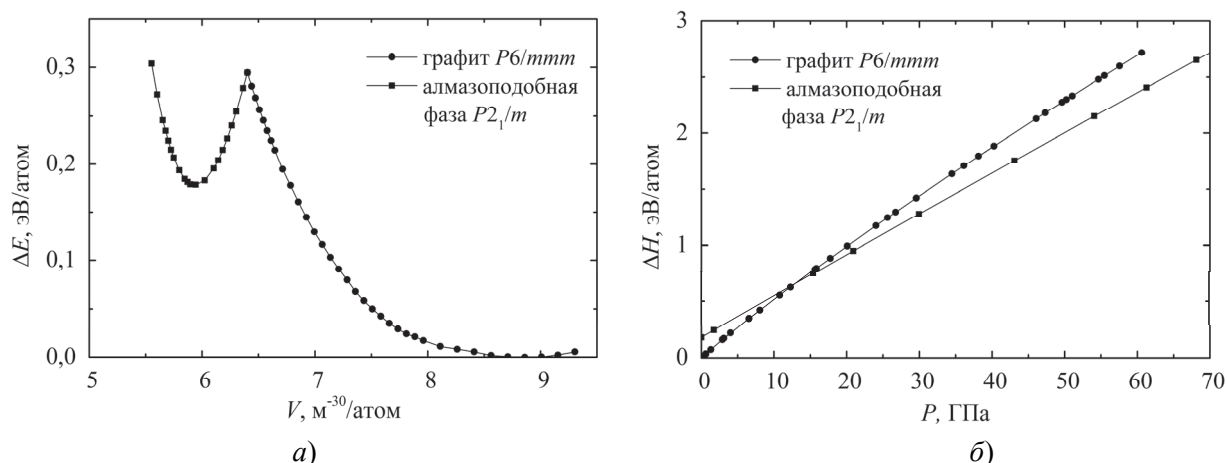 графит P6/mmm
алмазоподобная
фаза P2₁/m
ΔE, эВ/атом
0,3
0,2
0,1
0,0
5
6
7
8
9
V, м⁻³⁰/атом
а)
графит P6/mmm
алмазоподобная
фаза P2₁/m
ΔH, эВ/атом
3
2
1
0
0
10
20
30
40
50
60
70
P, ГПа
б)